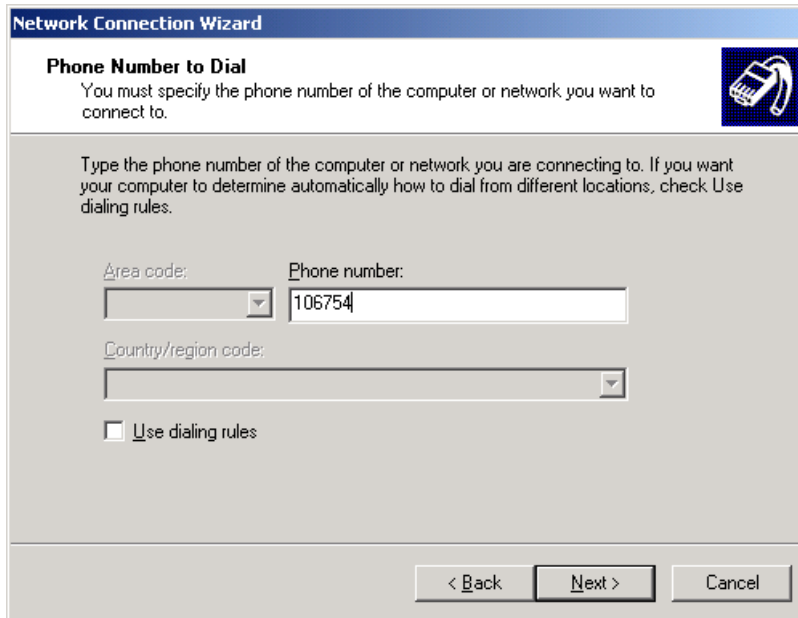 Network Connection Wizard
Phone Number to Dial
You must specify the phone number of the computer or network you want to
connect to.
Type the phone number of the computer or network you are connecting to. If you want
your computer to determine automatically how to dial from different locations, check Use
dialing rules.
Area code: Phone number:
106754
Country/region code:
Use dialing rules
< Back Next > Cancel